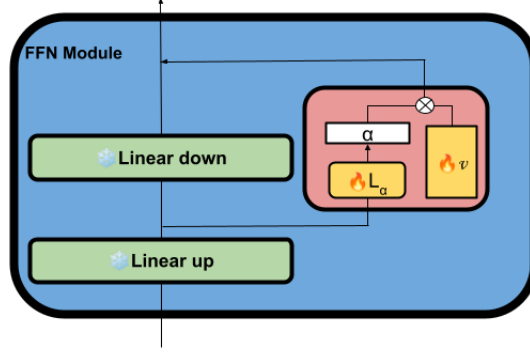 FFN Module
α
Linear down
v
Lα
Linear up